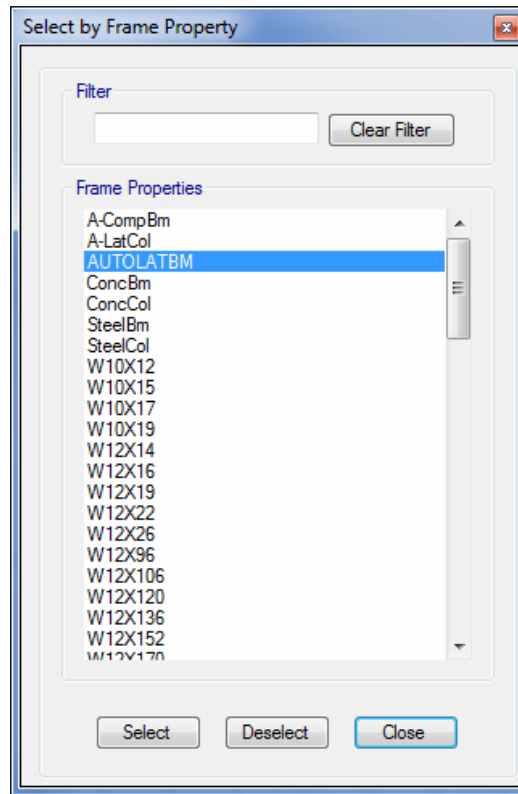 Select by Frame Property
Filter
Clear Filter
Frame Properties
A-CompBm
A-LatCol
AUTOLATBM
ConcBm
ConcCol
SteelBm
SteelCol
W10X12
W10X15
W10X17
W10X19
W12X14
W12X16
W12X19
W12X22
W12X26
W12X96
W12X106
W12X120
W12X136
W12X152
W12X170
Select
Deselect
Close